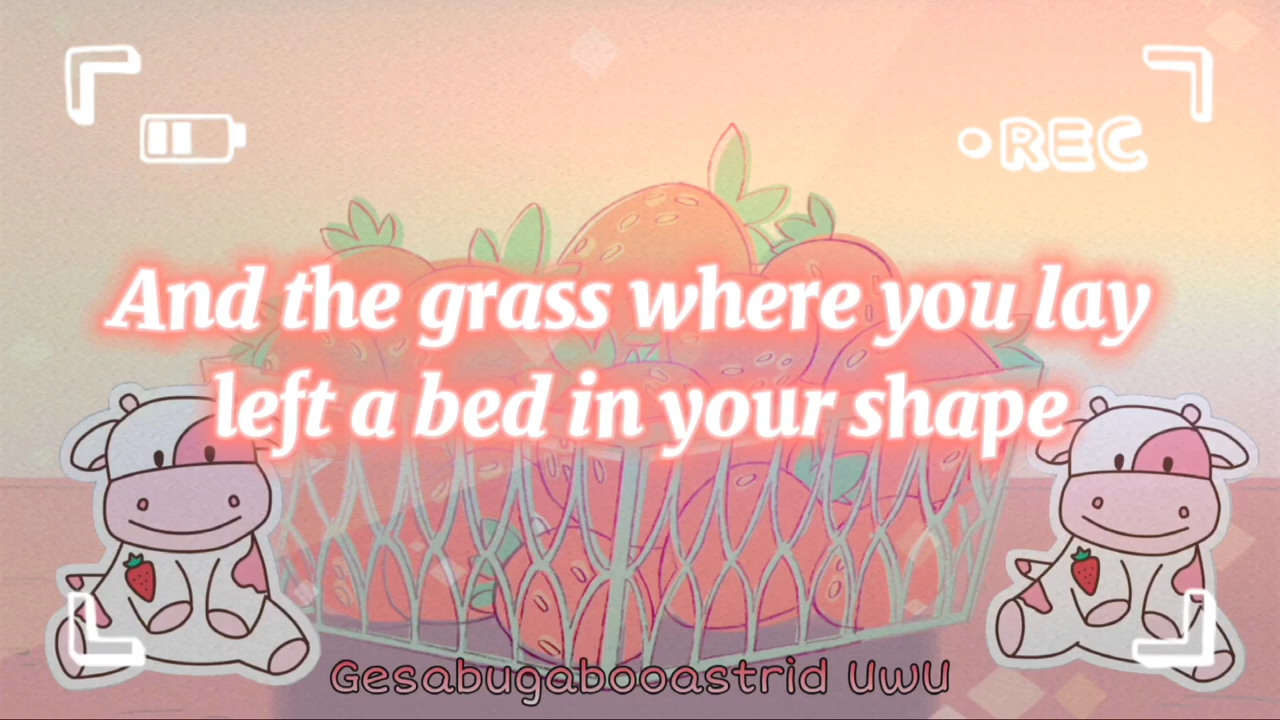 •REC
And the grass where you lay
left a bed in your shape
Gesabugabooastrid UwU